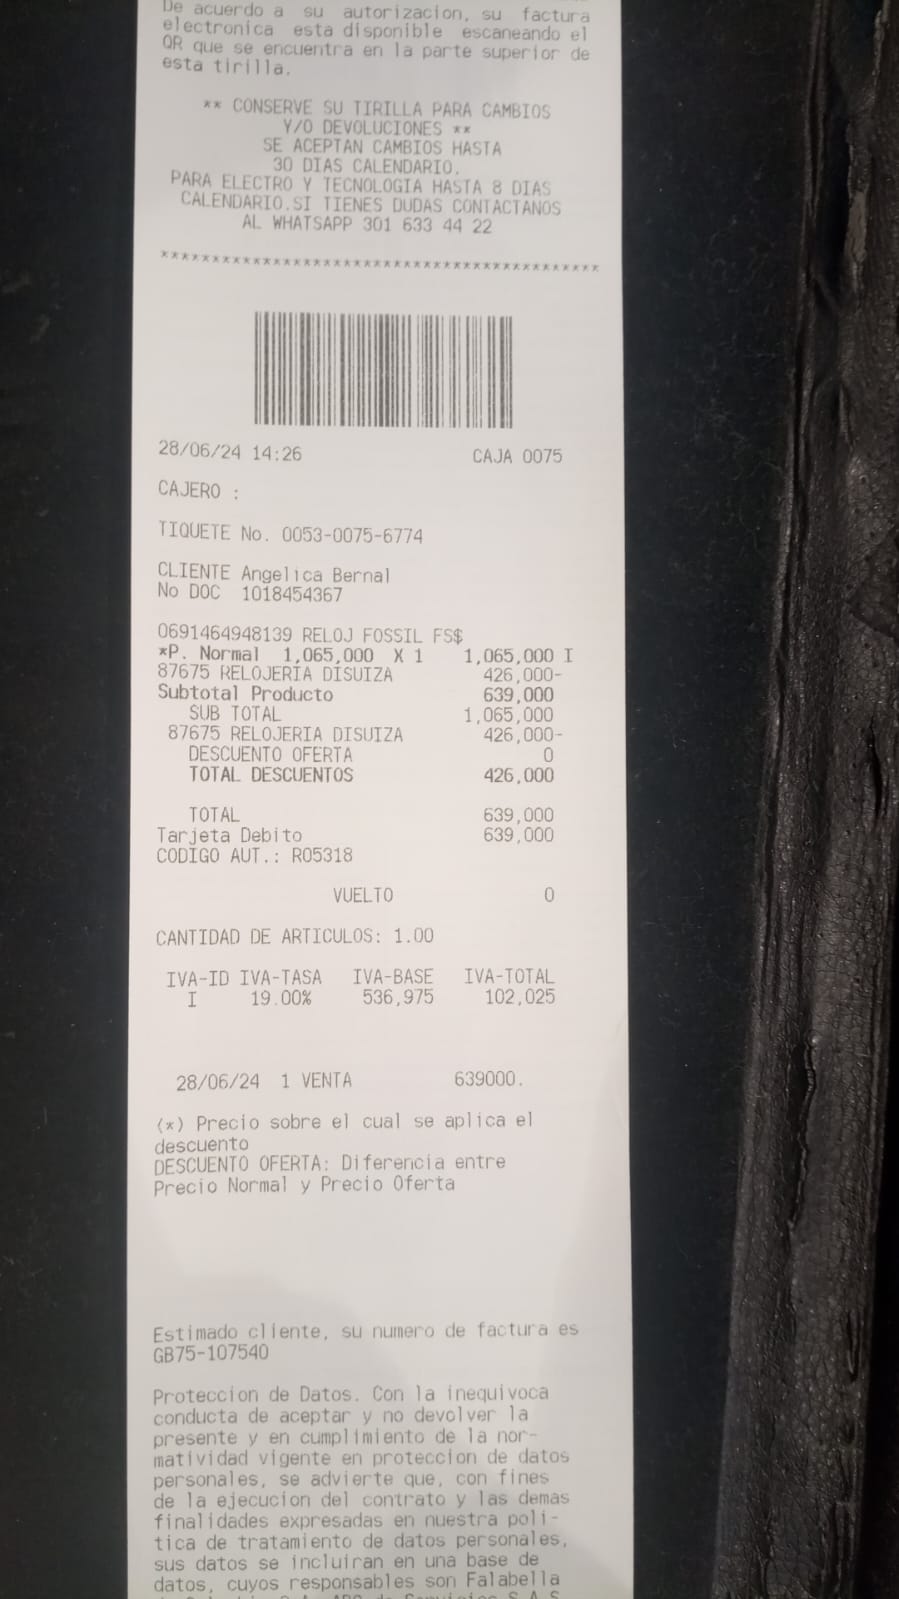 De acuerdo a su autorizacion, su factura
electronica esta disponible escaneando el
QR que se encuentra en la parte superior de
esta tirilla.
** CONSERVE SU TIRILLA PARA CAMBIOS
Y/O DEVOLUCIONES **
SE ACEPTAN CAMBIOS HASTA
30 DIAS CALENDARIO.
PARA ELECTRO Y TECNOLOGIA HASTA 8 DIAS
CALENDARIO.SI TIENES DUDAS CONTACTANOS
AL WHATSAPP 301 633 44 22
*******************************************
28/06/24 14:26 CAJA 0075
CAJERO :
TIQUETE No. 0053-0075-6774
CLIENTE Angelica Bernal
No DOC 1018454367
0691464948139 RELOJ FOSSIL FS$
*P. Normal 1,065,000 X 1 1,065,000 I
87675 RELOJERIA DISUIZA 426,000-
Subtotal Producto 639,000
SUB TOTAL 1,065,000
87675 RELOJERIA DISUIZA 426,000-
DESCUENTO OFERTA 0
TOTAL DESCUENTOS 426,000
TOTAL 639,000
Tarjeta Debito 639,000
CODIGO AUT.: R05318
VUELTO 0
CANTIDAD DE ARTICULOS: 1.00
IVA-ID IVA-TASA IVA-BASE IVA-TOTAL
I 19.00% 536,975 102,025
28/06/24 1 VENTA 639000.
(*) Precio sobre el cual se aplica el
descuento
DESCUENTO OFERTA: Diferencia entre
Precio Normal y Precio Oferta
Estimado cliente, su numero de factura es
GB75-107540
Proteccion de Datos. Con la inequivoca
conducta de aceptar y no devolver la
presente y en cumplimiento de la nor-
matividad vigente en proteccion de datos
personales, se advierte que, con fines
de la ejecucion del contrato y las demas
finalidades expresadas en nuestra poli-
tica de tratamiento de datos personales,
sus datos se incluiran en una base de
datos, cuyos responsables son Falabella